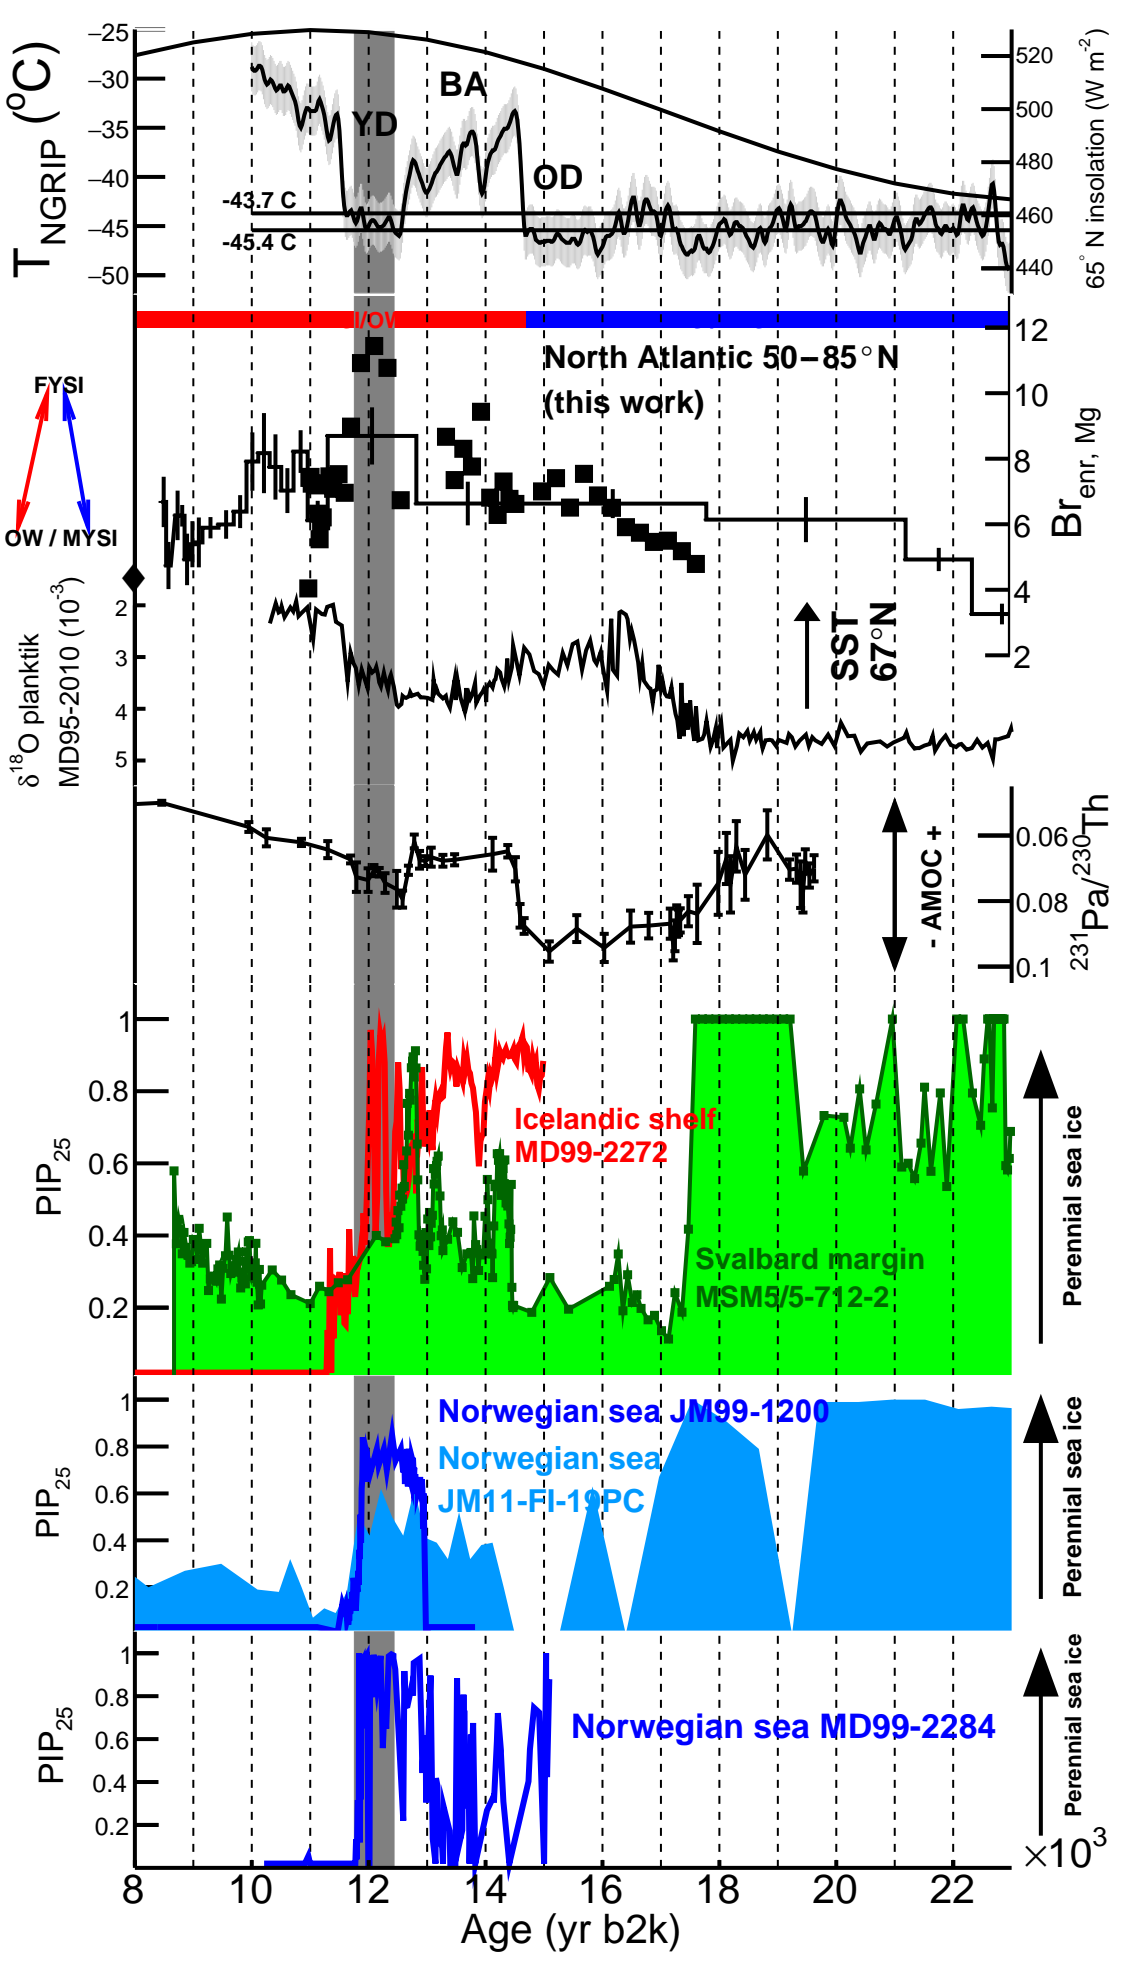 −25
−30
−35
−40
−45
−50
T_NGRIP (°C)
BA
YD
OD
-43.7 C
-45.4 C
520
500
480
460
440
65° N insolation (W m⁻²)
I/OW
North Atlantic 50−85°N
(this work)
FYSI
OW / MYSI
12
10
8
6
4
2
Br_enr, Mg
2
3
4
5
δ¹⁸O planktik
MD95-2010 (10⁻³)
SST
67°N
0.06
0.08
0.1
²³¹Pa/²³⁰Th
- AMOC +
1
0.8
0.6
0.4
0.2
PIP₂₅
Icelandic shelf
MD99-2272
Svalbard margin
MSM5/5-712-2
Perennial sea ice
1
0.8
0.6
0.4
0.2
PIP₂₅
Norwegian sea JM99-1200
Norwegian sea
JM11-FI-19PC
Perennial sea ice
1
0.8
0.6
0.4
0.2
PIP₂₅
Norwegian sea MD99-2284
Perennial sea ice
×10³
8 10 12 14 16 18 20 22
Age (yr b2k)